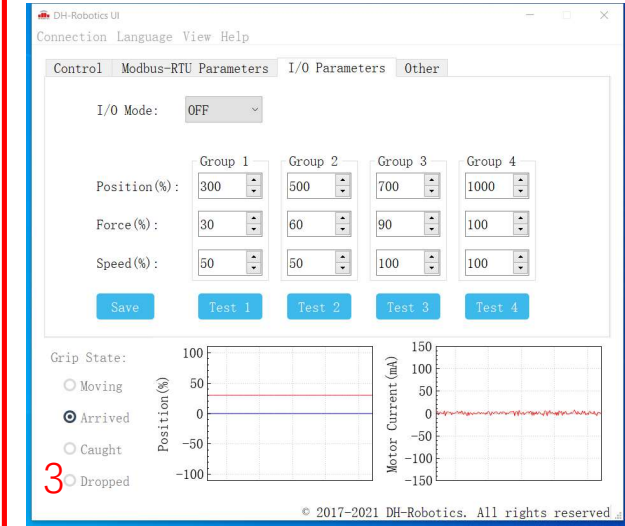 DH-Robotics UI
Connection Language View Help
Control Modbus-RTU Parameters I/O Parameters Other
I/O Mode: OFF
Group 1 Group 2 Group 3 Group 4
Position(%): 300 500 700 1000
Force(%): 30 60 90 100
Speed(%): 50 50 100 100
Save Test 1 Test 2 Test 3 Test 4
Grip State:
Moving
Arrived
Caught
3 Dropped
Position(%)
100
50
0
-50
-100
Motor Current(mA)
150
100
50
0
-50
-100
-150
© 2017-2021 DH-Robotics. All rights reserved